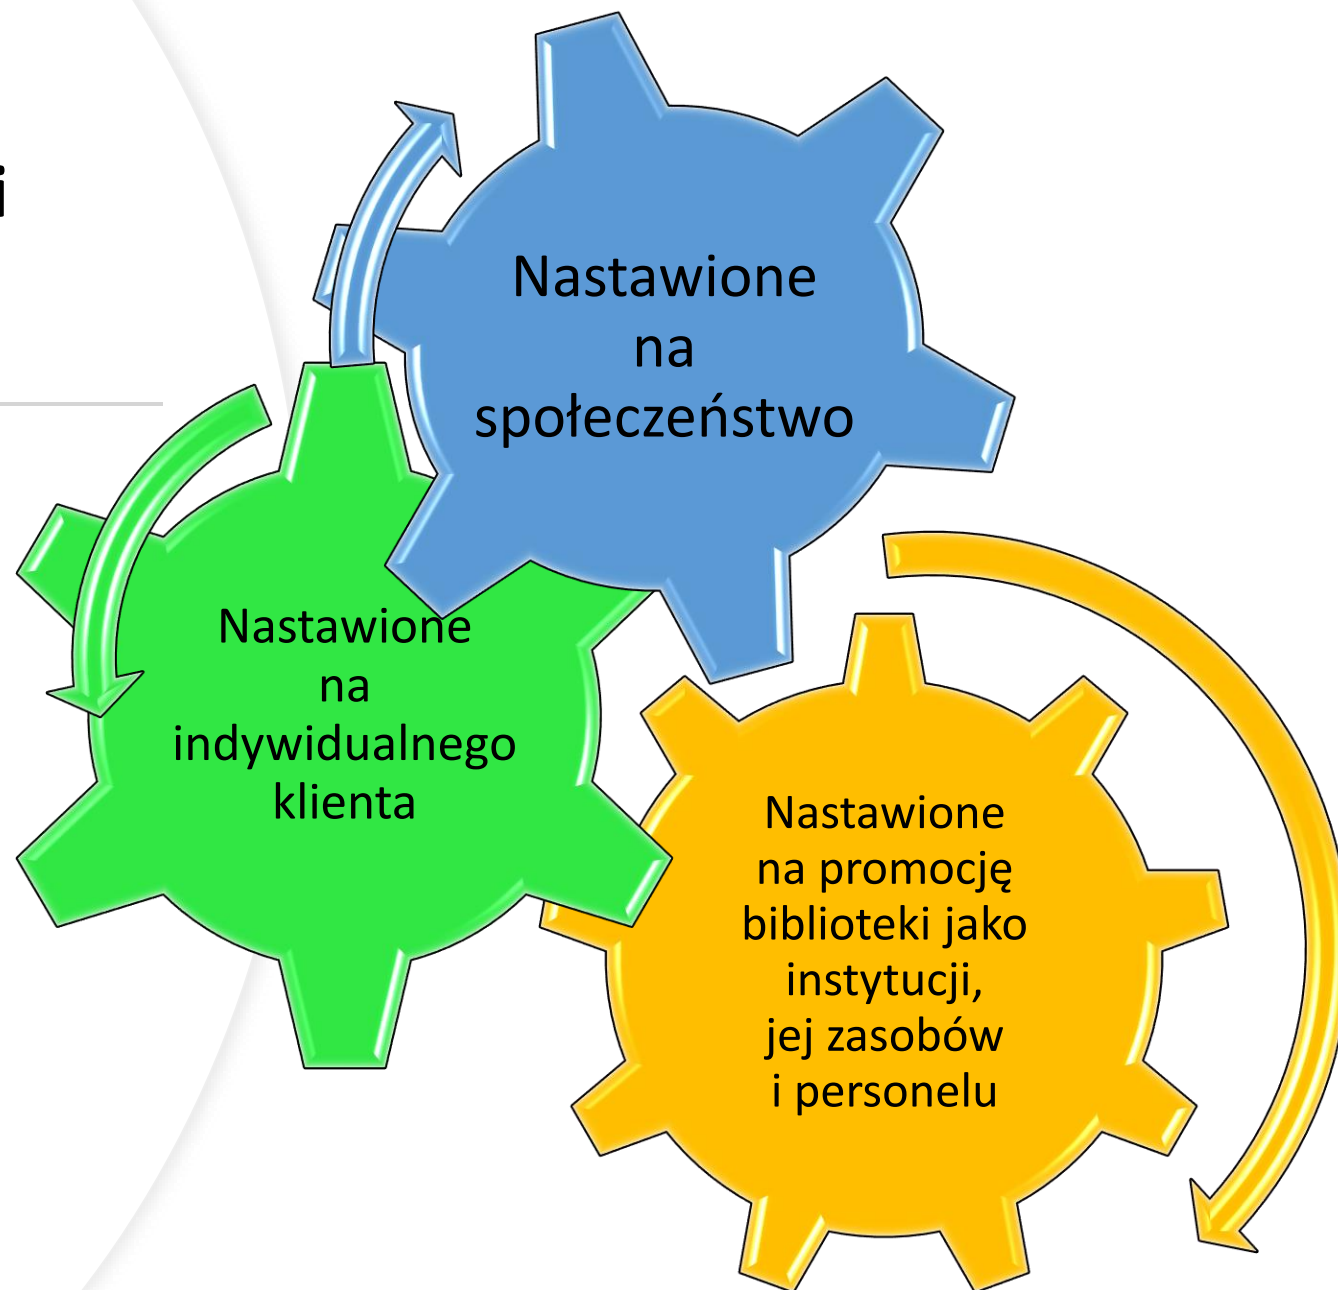 i
Nastawione
na
społeczeństwo
Nastawione
na
indywidualnego
klienta
Nastawione
na promocję
biblioteki jako
instytucji,
jej zasobów
i personelu